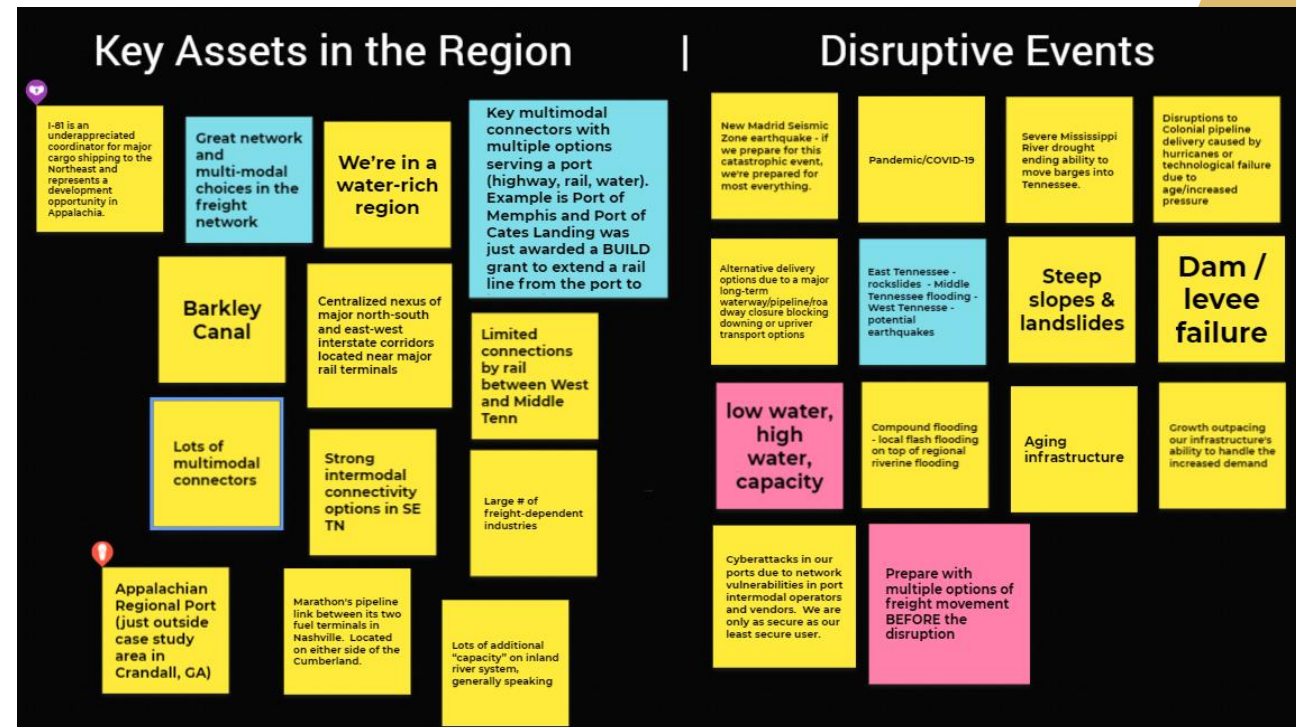 Key Assets in the Region
|
Disruptive Events
I-81 is an
underappreciated
coordinator for major
cargo shipping to the
Northeast and
represents a
development
opportunity in
Appalachia.
Great network
and
multi-modal
choices in the
freight
network
We're in a
water-rich
region
Key multimodal
connectors with
multiple options
serving a port
(highway, rail, water).
Example is Port of
Memphis and Port of
Cates Landing was
just awarded a BUILD
grant to extend a rail
line from the port to
Barkley
Canal
Centralized nexus of
major north-south
and east-west
interstate corridors
located near major
rail terminals
Limited
connections
by rail
between West
and Middle
Tenn
Lots of
multimodal
connectors
Strong
intermodal
connectivity
options in SE
TN
Large # of
freight-dependent
industries
Appalachian
Regional Port
(just outside
case study
area in
Crandall, GA)
Marathon's pipeline
link between its two
fuel terminals in
Nashville. Located
on either side of the
Cumberland.
Lots of additional
"capacity" on inland
river system,
generally speaking
New Madrid Seismic
Zone earthquake - if
we prepare for this
catastrophic event,
we're prepared for
most everything.
Pandemic/COVID-19
Severe Mississippi
River drought
ending ability to
move barges into
Tennessee.
Disruptions to
Colonial pipeline
delivery caused by
hurricanes or
technological failure
due to
age/increased
pressure
Alternative delivery
options due to a major
long-term
waterway/pipeline/roa
dway closure blocking
downing or upriver
transport options
East Tennessee -
rockslides - Middle
Tennessee flooding -
West Tennesse -
potential
earthquakes
Steep
slopes &
landslides
Dam /
levee
failure
low water,
high
water,
capacity
Compound flooding
- local flash flooding
on top of regional
riverine flooding
Aging
infrastructure
Growth outpacing
our infrastructure's
ability to handle the
increased demand
Cyberattacks in our
ports due to network
vulnerabilities in port
intermodal operators
and vendors. We are
only as secure as our
least secure user.
Prepare with
multiple options of
freight movement
BEFORE the
disruption